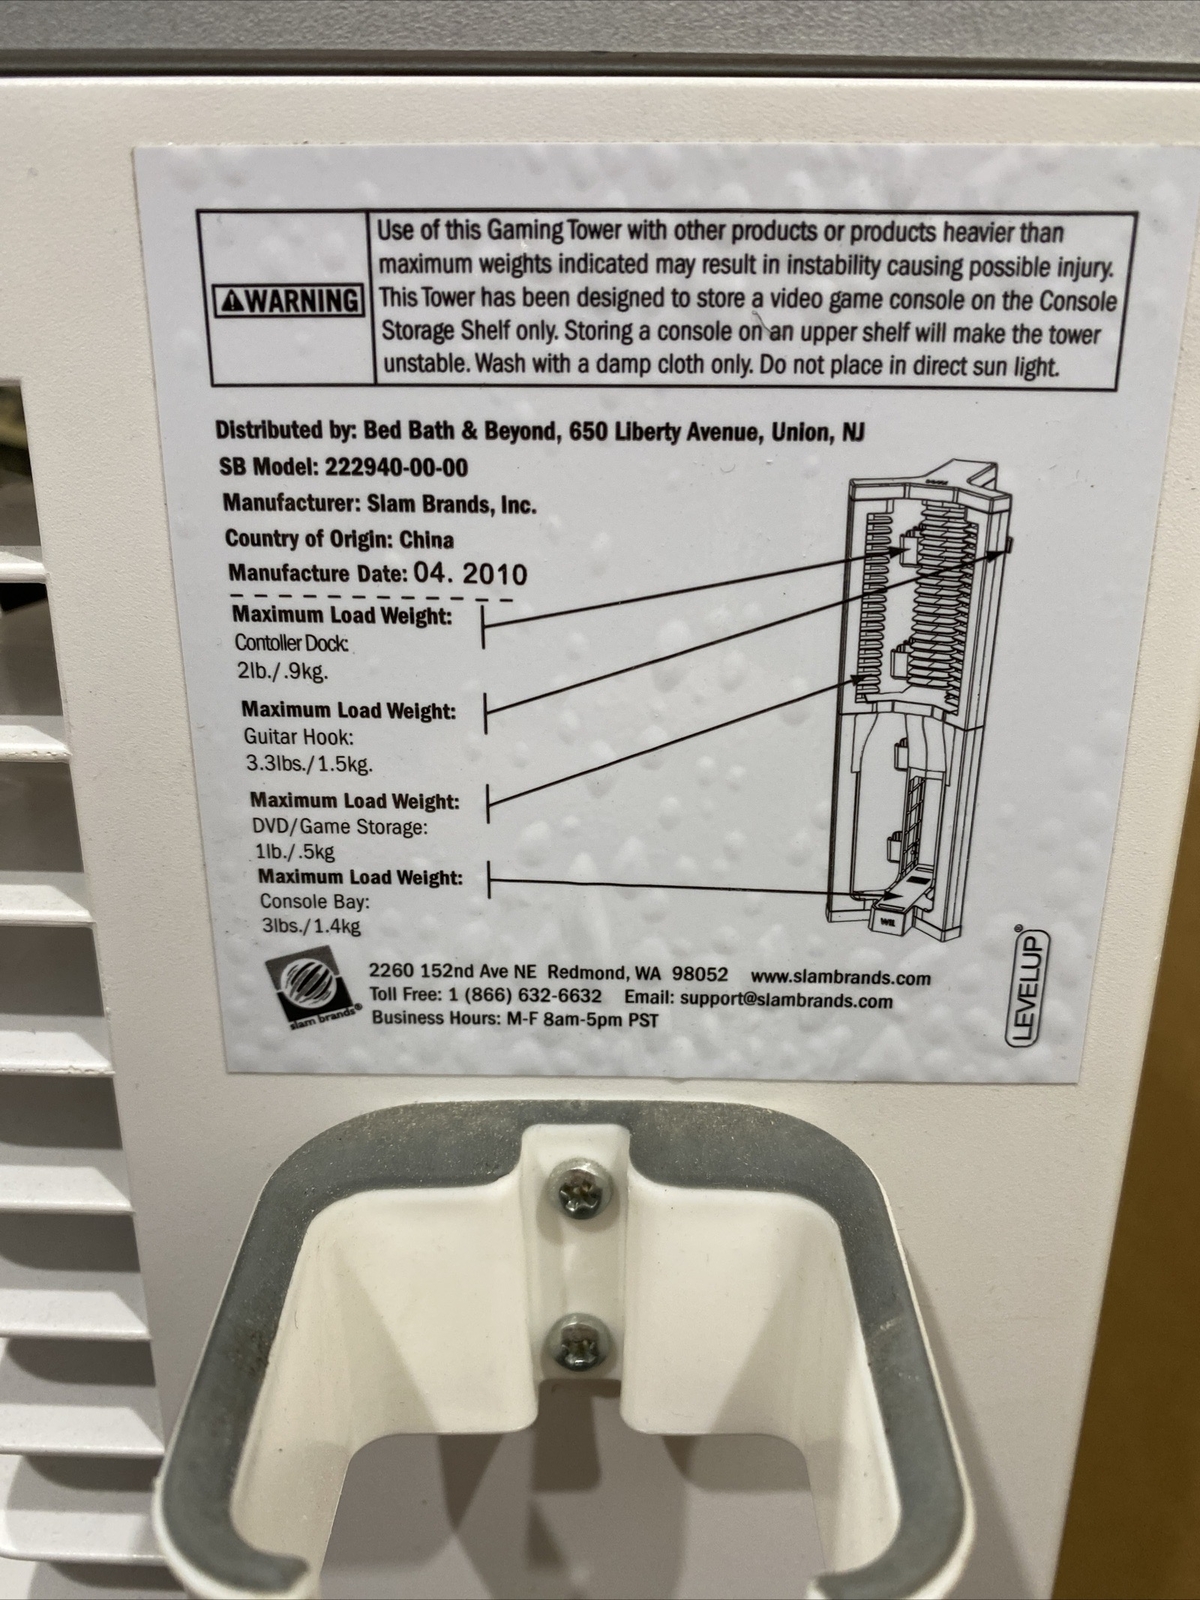 ⚠WARNING
Use of this Gaming Tower with other products or products heavier than
maximum weights indicated may result in instability causing possible injury.
This Tower has been designed to store a video game console on the Console
Storage Shelf only. Storing a console on an upper shelf will make the tower
unstable. Wash with a damp cloth only. Do not place in direct sun light.
Distributed by: Bed Bath & Beyond, 650 Liberty Avenue, Union, NJ
SB Model: 222940-00-00
Manufacturer: Slam Brands, Inc.
Country of Origin: China
Manufacture Date: 04. 2010
Maximum Load Weight:
Contoller Dock:
2lb./.9kg.
Maximum Load Weight:
Guitar Hook:
3.3lbs./1.5kg.
Maximum Load Weight:
DVD/Game Storage:
1lb./.5kg
Maximum Load Weight:
Console Bay:
3lbs./1.4kg
WII
slam brands®
2260 152nd Ave NE Redmond, WA 98052 www.slambrands.com
Toll Free: 1 (866) 632-6632 Email: support@slambrands.com
Business Hours: M-F 8am-5pm PST
LEVELUP®